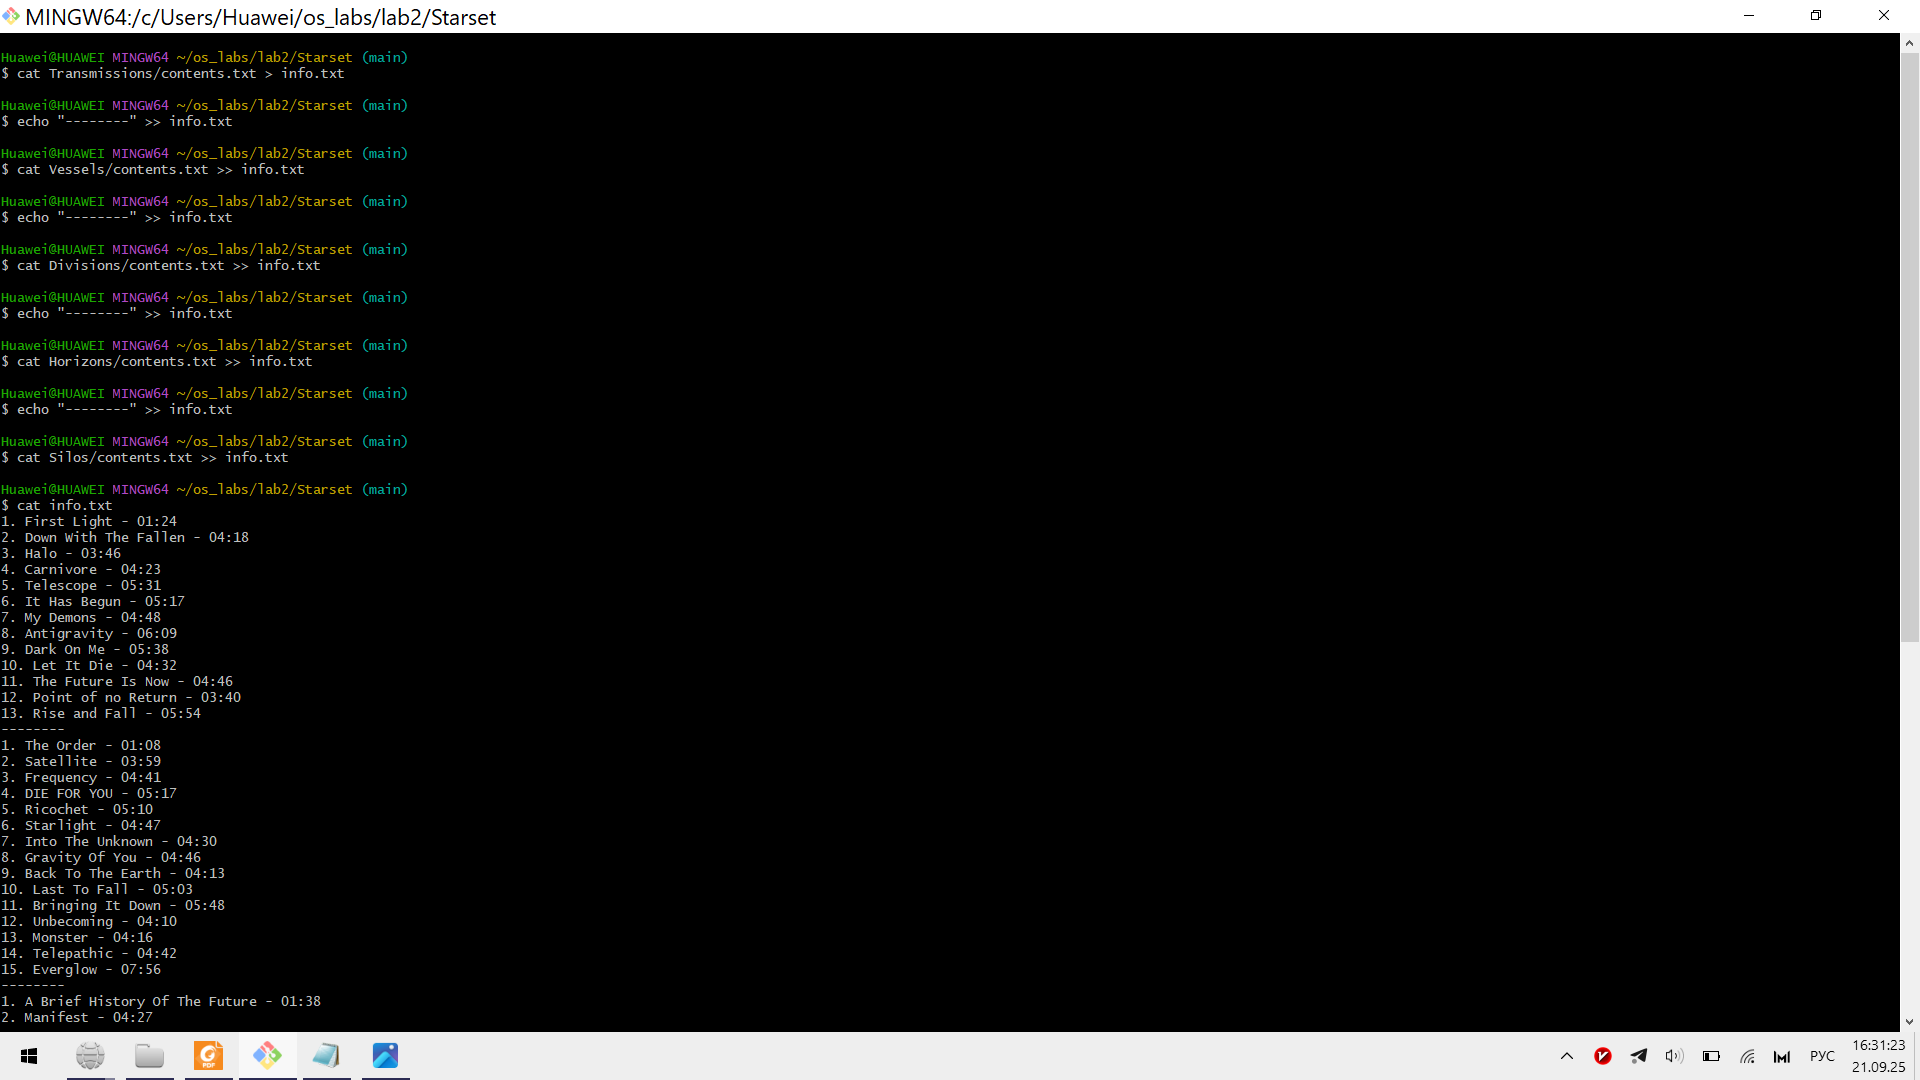 MINGW64:/c/Users/Huawei/os_labs/lab2/Starset
Huawei@HUAWEI MINGW64 ~/os_labs/lab2/Starset (main)
$ cat Transmissions/contents.txt > info.txt
Huawei@HUAWEI MINGW64 ~/os_labs/lab2/Starset (main)
$ echo "--------" >> info.txt
Huawei@HUAWEI MINGW64 ~/os_labs/lab2/Starset (main)
$ cat Vessels/contents.txt >> info.txt
Huawei@HUAWEI MINGW64 ~/os_labs/lab2/Starset (main)
$ echo "--------" >> info.txt
Huawei@HUAWEI MINGW64 ~/os_labs/lab2/Starset (main)
$ cat Divisions/contents.txt >> info.txt
Huawei@HUAWEI MINGW64 ~/os_labs/lab2/Starset (main)
$ echo "--------" >> info.txt
Huawei@HUAWEI MINGW64 ~/os_labs/lab2/Starset (main)
$ cat Horizons/contents.txt >> info.txt
Huawei@HUAWEI MINGW64 ~/os_labs/lab2/Starset (main)
$ echo "--------" >> info.txt
Huawei@HUAWEI MINGW64 ~/os_labs/lab2/Starset (main)
$ cat Silos/contents.txt >> info.txt
Huawei@HUAWEI MINGW64 ~/os_labs/lab2/Starset (main)
$ cat info.txt
1. First Light - 01:24
2. Down With The Fallen - 04:18
3. Halo - 03:46
4. Carnivore - 04:23
5. Telescope - 05:31
6. It Has Begun - 05:17
7. My Demons - 04:48
8. Antigravity - 06:09
9. Dark On Me - 05:38
10. Let It Die - 04:32
11. The Future Is Now - 04:46
12. Point of no Return - 03:40
13. Rise and Fall - 05:54
--------
1. The Order - 01:08
2. Satellite - 03:59
3. Frequency - 04:41
4. DIE FOR YOU - 05:17
5. Ricochet - 05:10
6. Starlight - 04:47
7. Into The Unknown - 04:30
8. Gravity Of You - 04:46
9. Back To The Earth - 04:13
10. Last To Fall - 05:03
11. Bringing It Down - 05:48
12. Unbecoming - 04:10
13. Monster - 04:16
14. Telepathic - 04:42
15. Everglow - 07:56
--------
1. A Brief History Of The Future - 01:38
2. Manifest - 04:27
PDF
РУС
16:31:23
21.09.25